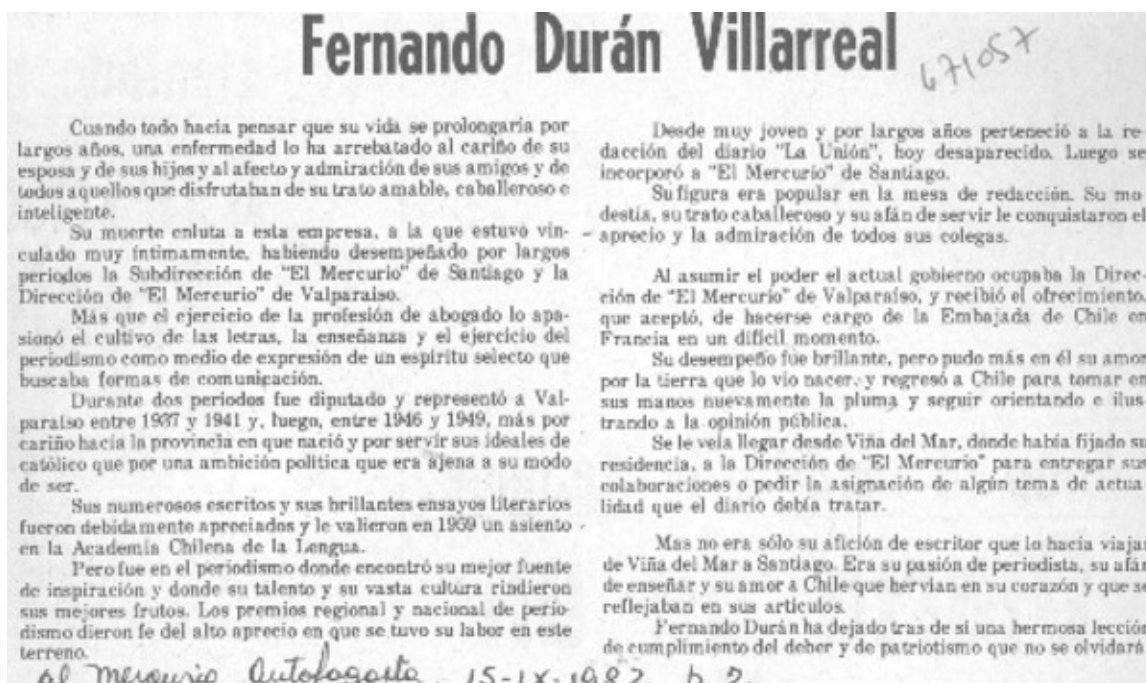 Fernando Durán Villarreal
671057
Cuando todo hacía pensar que su vida se prolongaría por
largos años, una enfermedad lo ha arrebatado al cariño de su
esposa y de sus hijos y al afecto y admiración de sus amigos y de
todos aquellos que disfrutaban de su trato amable, caballeroso e
inteligente.
Su muerte enluta a esta empresa, a la que estuvo vin-
culado muy íntimamente, habiendo desempeñado por largos
períodos la Subdirección de "El Mercurio" de Santiago y la
Dirección de "El Mercurio" de Valparaíso.
Más que el ejercicio de la profesión de abogado lo apa-
sionó el cultivo de las letras, la enseñanza y el ejercicio del
periodismo como medio de expresión de un espíritu selecto que
buscaba formas de comunicación.
Durante dos períodos fue diputado y representó a Val-
paraíso entre 1937 y 1941 y, luego, entre 1946 y 1949, más por
cariño hacia la provincia en que nació y por servir sus ideales de
católico que por una ambición política que era ajena a su modo
de ser.
Sus numerosos escritos y sus brillantes ensayos literarios
fueron debidamente apreciados y le valieron en 1959 un asiento
en la Academia Chilena de la Lengua.
Pero fue en el periodismo donde encontró su mejor fuente
de inspiración y donde su talento y su vasta cultura rindieron
sus mejores frutos. Los premios regional y nacional de perio-
dismo dieron fe del alto aprecio en que se tuvo su labor en este
terreno.
Desde muy joven y por largos años perteneció a la re-
dacción del diario "La Unión", hoy desaparecido. Luego se
incorporó a "El Mercurio" de Santiago.
Su figura era popular en la mesa de redacción. Su mo-
destia, su trato caballeroso y su afán de servir le conquistaron el
aprecio y la admiración de todos sus colegas.
Al asumir el poder el actual gobierno ocupaba la Direc-
ción de "El Mercurio" de Valparaíso, y recibió el ofrecimiento,
que aceptó, de hacerse cargo de la Embajada de Chile en
Francia en un difícil momento.
Su desempeño fue brillante, pero pudo más en él su amor
por la tierra que lo vio nacer y regresó a Chile para tomar en
sus manos nuevamente la pluma y seguir orientando e ilus-
trando a la opinión pública.
Se le veía llegar desde Viña del Mar, donde había fijado su
residencia, a la Dirección de "El Mercurio" para entregar sus
colaboraciones o pedir la asignación de algún tema de actua-
lidad que el diario debía tratar.
Mas no era sólo su afición de escritor que lo hacía viajar
de Viña del Mar a Santiago. Era su pasión de periodista, su afán
de enseñar y su amor a Chile que hervían en su corazón y que se
reflejaban en sus artículos.
Fernando Durán ha dejado tras de sí una hermosa lección
de cumplimiento del deber y de patriotismo que no se olvidará
El Mercurio Antofagasta 15-IX-1982 p. 2.